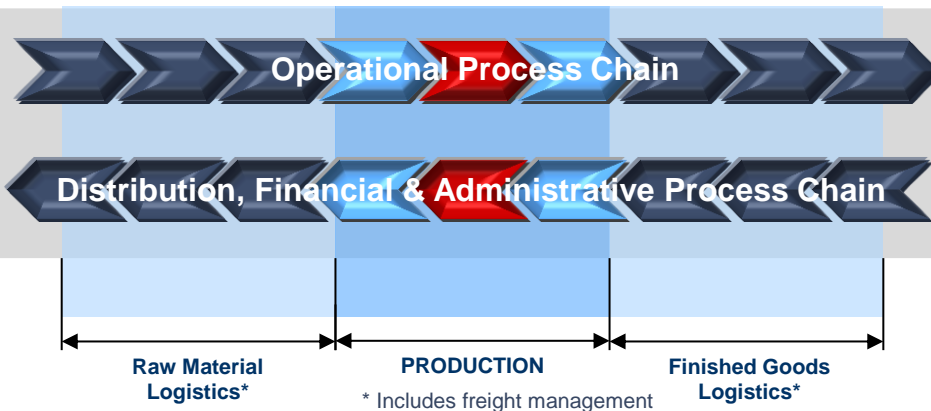 Operational Process Chain
Distribution, Financial & Administrative Process Chain
Raw Material
Logistics*
PRODUCTION
Finished Goods
Logistics*
* Includes freight management